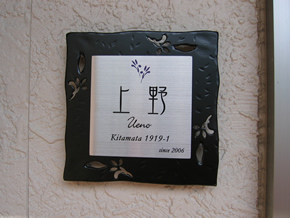 上野
Ueno
Kitamata 1919-1
since 2006